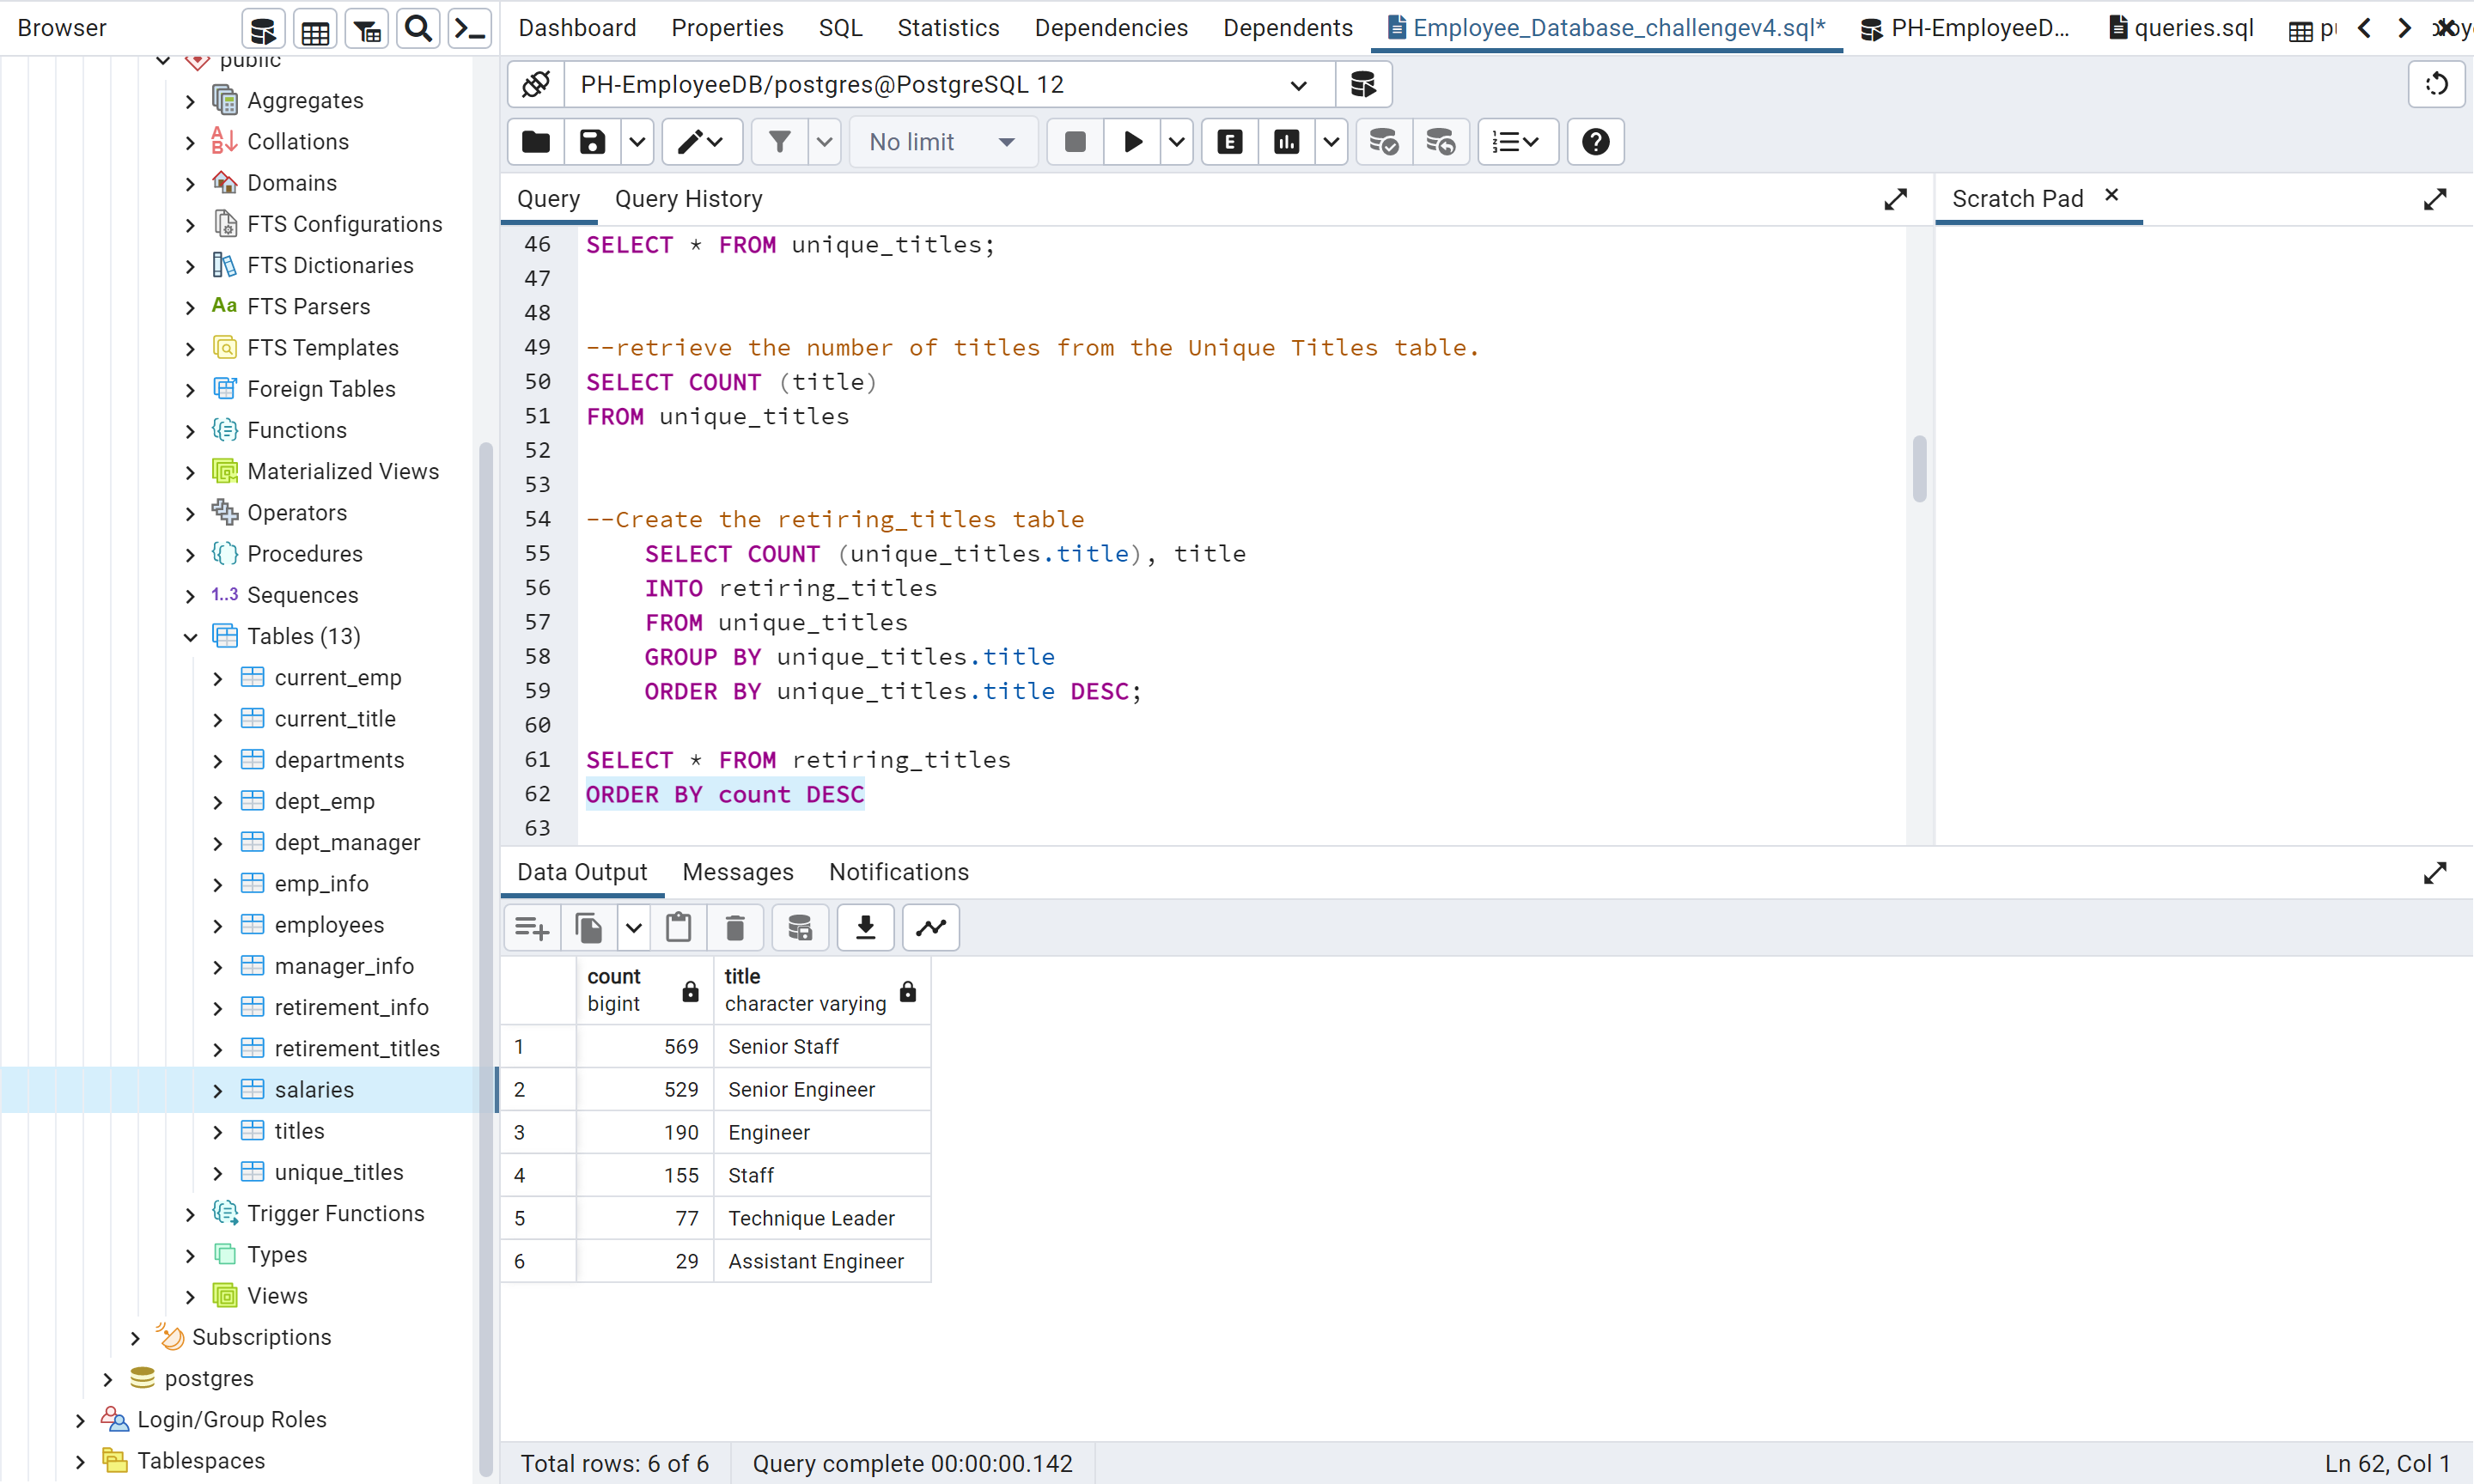 Browser
Dashboard Properties SQL Statistics Dependencies Dependents Employee_Database_challengev4.sql* PH-EmployeeD... queries.sql
public
Aggregates
Collations
Domains
FTS Configurations
FTS Dictionaries
Aa FTS Parsers
FTS Templates
Foreign Tables
Functions
Materialized Views
Operators
Procedures
1..3 Sequences
Tables (13)
current_emp
current_title
departments
dept_emp
dept_manager
emp_info
employees
manager_info
retirement_info
retirement_titles
salaries
titles
unique_titles
Trigger Functions
Types
Views
Subscriptions
postgres
Login/Group Roles
Tablespaces
PH-EmployeeDB/postgres@PostgreSQL 12
No limit
E
Query Query History
Scratch Pad
46 SELECT * FROM unique_titles;
47
48
49 --retrieve the number of titles from the Unique Titles table.
50 SELECT COUNT (title)
51 FROM unique_titles
52
53
54 --Create the retiring_titles table
55 SELECT COUNT (unique_titles.title), title
56 INTO retiring_titles
57 FROM unique_titles
58 GROUP BY unique_titles.title
59 ORDER BY unique_titles.title DESC;
60
61 SELECT * FROM retiring_titles
62 ORDER BY count DESC
63
Data Output Messages Notifications
count title
bigint character varying
1 569 Senior Staff
2 529 Senior Engineer
3 190 Engineer
4 155 Staff
5 77 Technique Leader
6 29 Assistant Engineer
Total rows: 6 of 6 Query complete 00:00:00.142 Ln 62, Col 1